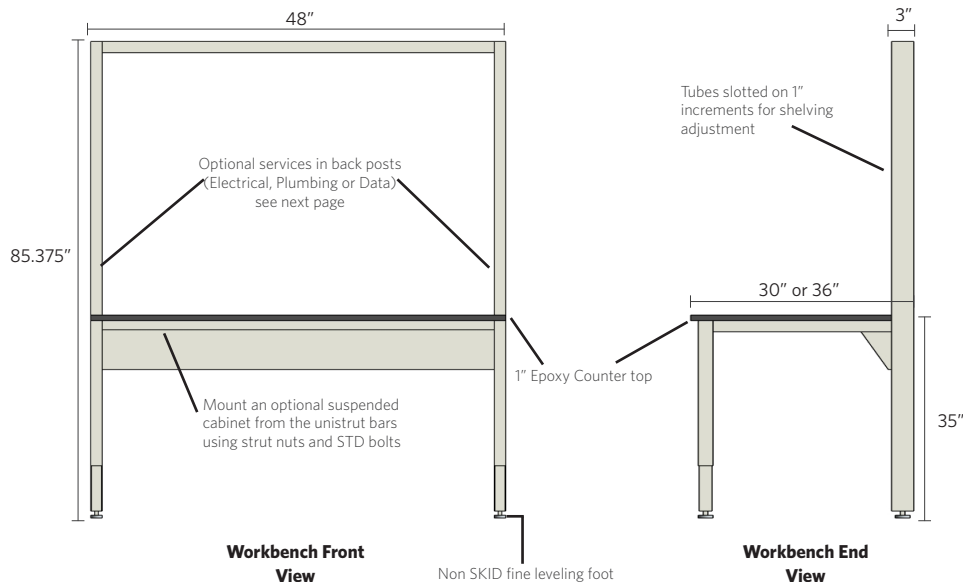 48”
3”
Tubes slotted on 1”
increments for shelving
adjustment
Optional services in back posts
(Electrical, Plumbing or Data)
see next page
85.375”
30” or 36”
1” Epoxy Counter top
Mount an optional suspended
cabinet from the unistrut bars
using strut nuts and STD bolts
35”
Workbench Front
View
Non SKID fine leveling foot
Workbench End
View